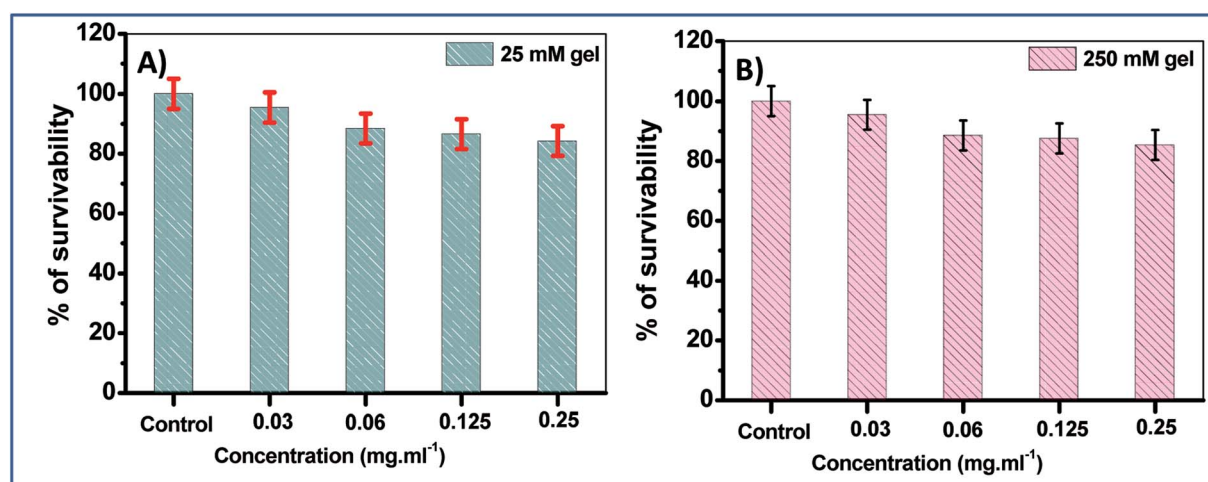 A)
25 mM gel
% of survivability
120
100
80
60
40
20
0
Control 0.03 0.06 0.125 0.25
Concentration (mg.ml⁻¹)
B)
250 mM gel
% of survivability
120
100
80
60
40
20
0
Control 0.03 0.06 0.125 0.25
Concentration (mg.ml⁻¹)